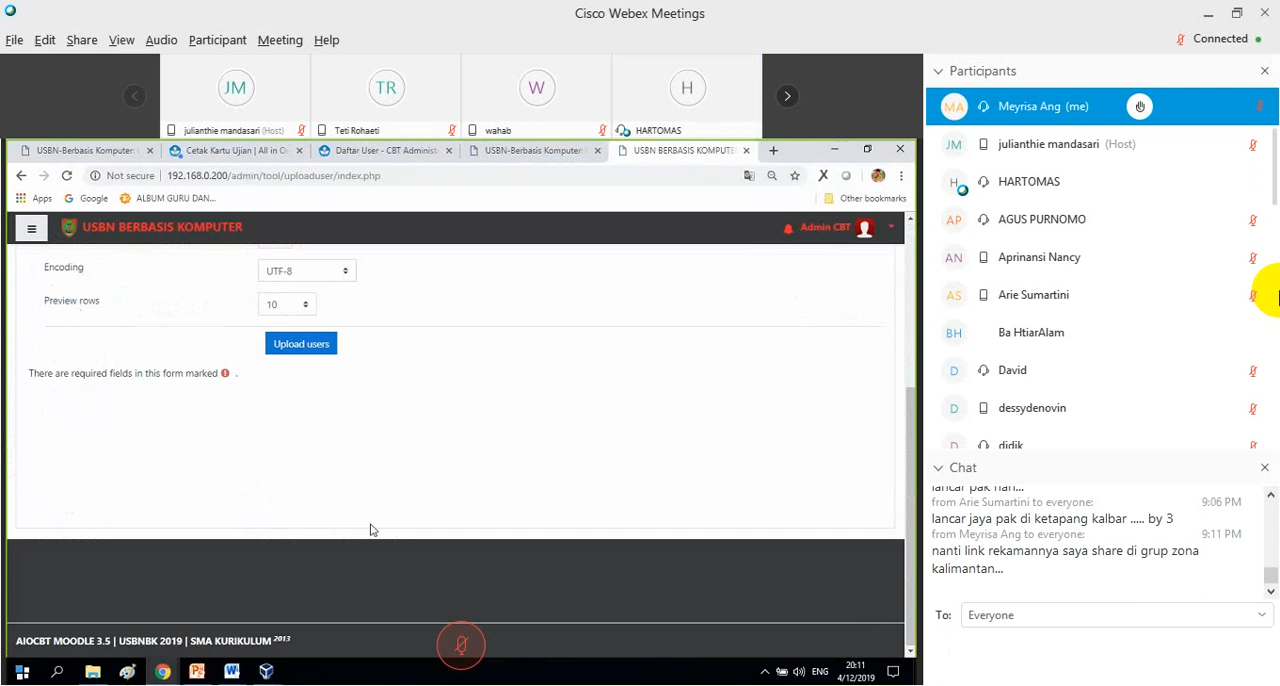 Cisco Webex Meetings
File Edit Share View Audio Participant Meeting Help
Connected
JM
TR
W
H
julianthie mandasari (Host)
Teti Rohaeti
wahab
HARTOMAS
USBN-Berbasis Komputer:
Cetak Kartu Ujian | All in O
Daftar User - CBT Administ
USBN-Berbasis Komputer:
USBN BERBASIS KOMPUTE
Not secure | 192.168.0.200/admin/tool/uploaduser/index.php
Apps Google ALBUM GURU DAN... Other bookmarks
USBN BERBASIS KOMPUTER
Admin CBT
Encoding
UTF-8
Preview rows
10
Upload users
There are required fields in this form marked .
AIOCBT MOODLE 3.5 | USBNBK 2019 | SMA KURIKULUM 2013
ENG
20:11
4/12/2019
Participants
MA Meyrisa Ang (me)
JM julianthie mandasari (Host)
H HARTOMAS
AP AGUS PURNOMO
AN Aprinansi Nancy
AS Arie Sumartini
BH Ba HtiarAlam
D David
D dessydenovin
D didik
Chat
lancar pak nan...
from Arie Sumartini to everyone: 9:06 PM
lancar jaya pak di ketapang kalbar ..... by 3
from Meyrisa Ang to everyone: 9:11 PM
nanti link rekamannya saya share di grup zona
kalimantan...
To: Everyone